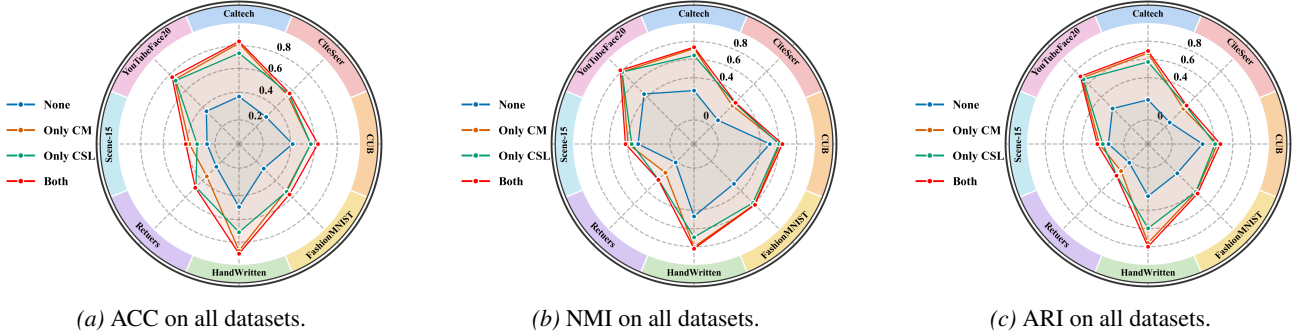 Caltech
CiteSeer
CUB
FashionMNIST
HandWritten
Retuers
Scene-15
YouTubeFace20
0.8
0.6
0.4
0.2
None
Only CM
Only CSL
Both
(a) ACC on all datasets.
Caltech
CiteSeer
CUB
FashionMNIST
HandWritten
Retuers
Scene-15
YouTubeFace20
0.8
0.6
0.4
0
None
Only CM
Only CSL
Both
(b) NMI on all datasets.
Caltech
CiteSeer
CUB
FashionMNIST
HandWritten
Retuers
Scene-15
YouTubeFace20
0.8
0.6
0.4
0
None
Only CM
Only CSL
Both
(c) ARI on all datasets.